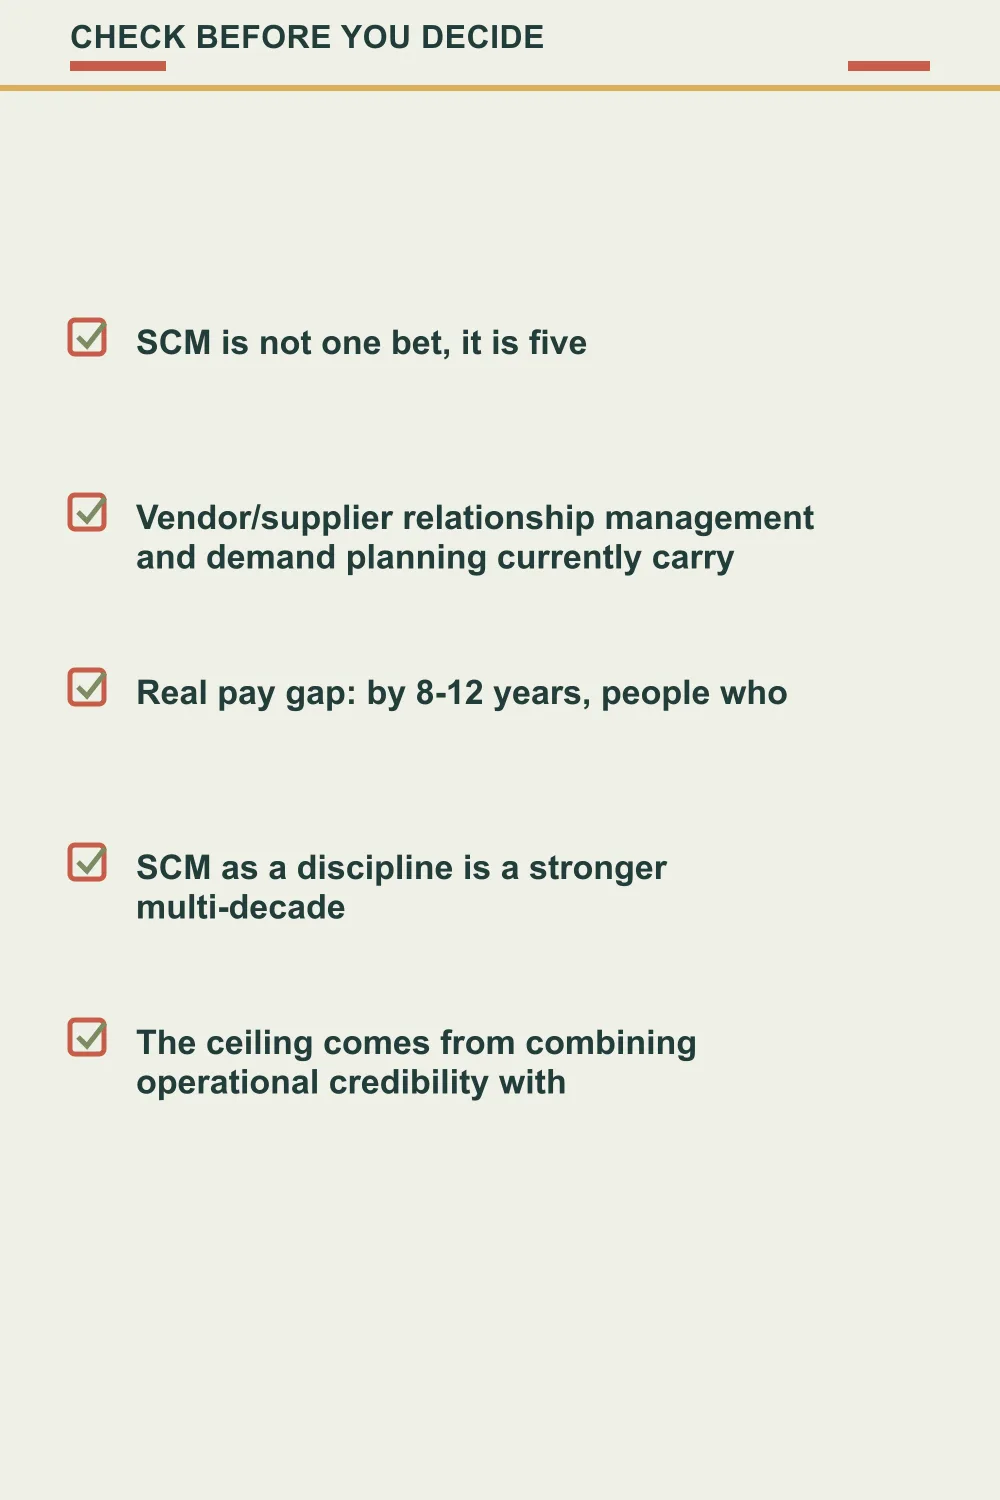 CHECK BEFORE YOU DECIDE
SCM is not one bet, it is five
Vendor/supplier relationship management
and demand planning currently carry
Real pay gap: by 8-12 years, people who
SCM as a discipline is a stronger
multi-decade
The ceiling comes from combining
operational credibility with